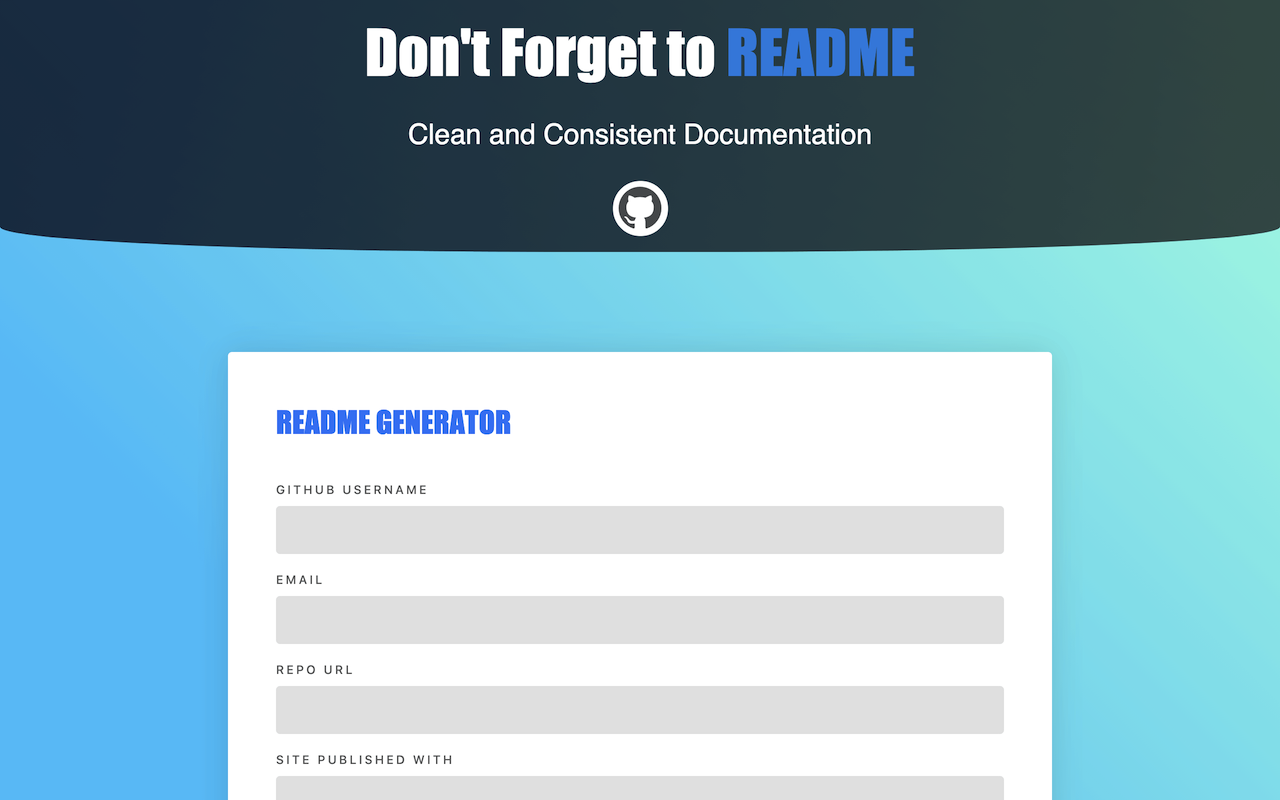 Don't Forget to README
Clean and Consistent Documentation
README GENERATOR
GITHUB USERNAME
EMAIL
REPO URL
SITE PUBLISHED WITH